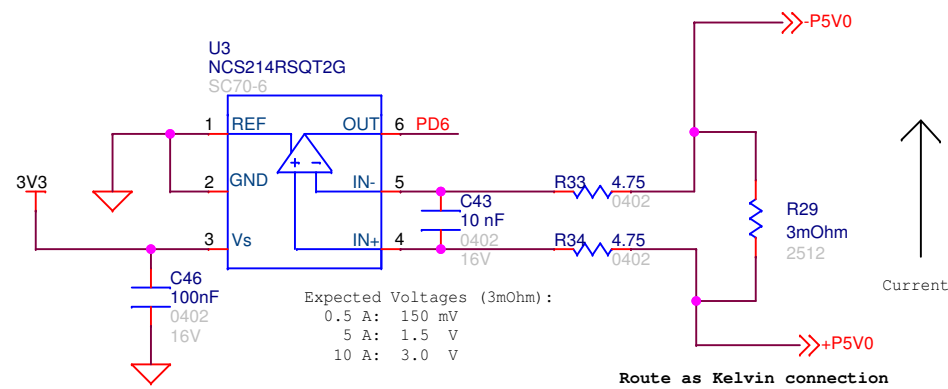 -P5V0
U3
NCS214RSQT2G
SC70-6
1 REF OUT 6 PD6
3V3
2 GND IN- 5 R33 4.75
0402
C43
10 nF
0402
16V
R29
3mOhm
2512
3 Vs IN+ 4 R34 4.75
0402
C46
100nF
0402
16V
+ -
Current
Expected Voltages (3mOhm):
0.5 A: 150 mV
5 A: 1.5 V
10 A: 3.0 V
+P5V0
Route as Kelvin connection